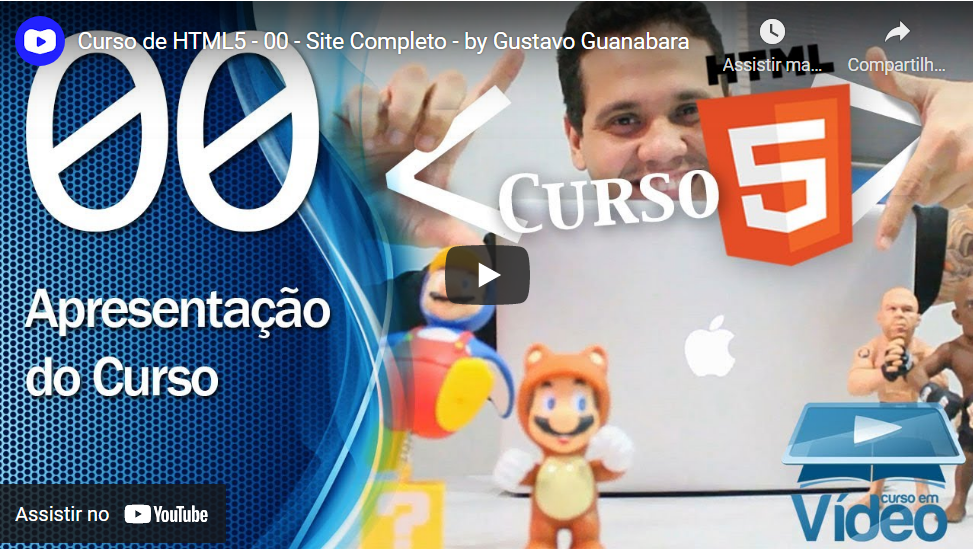 Curso de HTML5 - 00 - Site Completo - by Gustavo Guanabara
Assistir ma...
Compartilh...
00
HTML
5
CURSO
Apresentação
do Curso
?
curso em
Vídeo
Assistir no YouTube